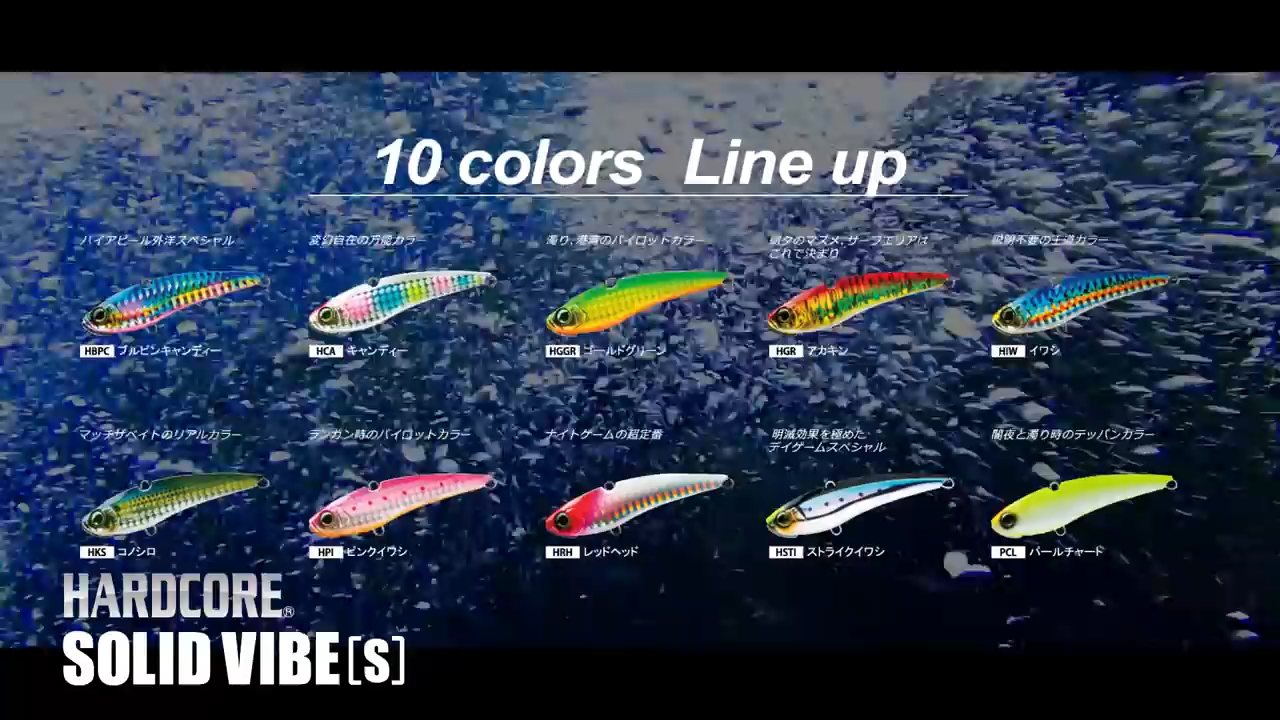 10 colors Line up
ハイアピール外洋スペシャル
変幻自在の万能カラー
濁り、港湾のパイロットカラー
朝夕のマズメ、サーフエリアは
これで決まり
説明不要の王道カラー
HBPC ブルピンキャンディー
HCA キャンディー
HGGR ゴールドグリーン
HGR アカキン
HIW イワシ
マッチザベイトのリアルカラー
ランガン時のパイロットカラー
ナイトゲームの超定番
明滅効果を極めた
デイゲームスペシャル
闇夜と濁り時のテッパンカラー
HKS コノシロ
HPI ピンクイワシ
HRH レッドヘッド
HSTI ストライクイワシ
PCL パールチャート
HARDCORE®
SOLID VIBE[S]